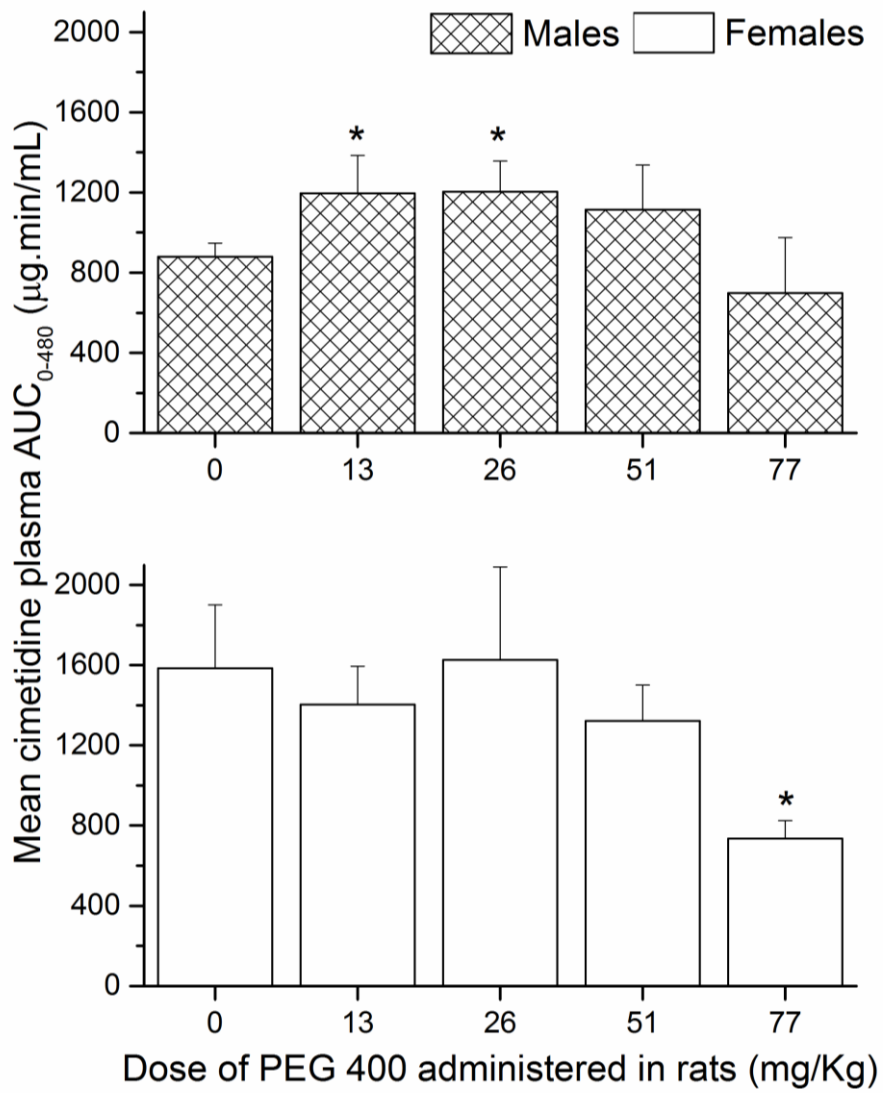 Males Females
Mean cimetidine plasma AUC0-480 (μg.min/mL)
2000
1600
1200
800
400
0
* *
0 13 26 51 77
2000
1600
1200
800
400
0
*
0 13 26 51 77
Dose of PEG 400 administered in rats (mg/Kg)